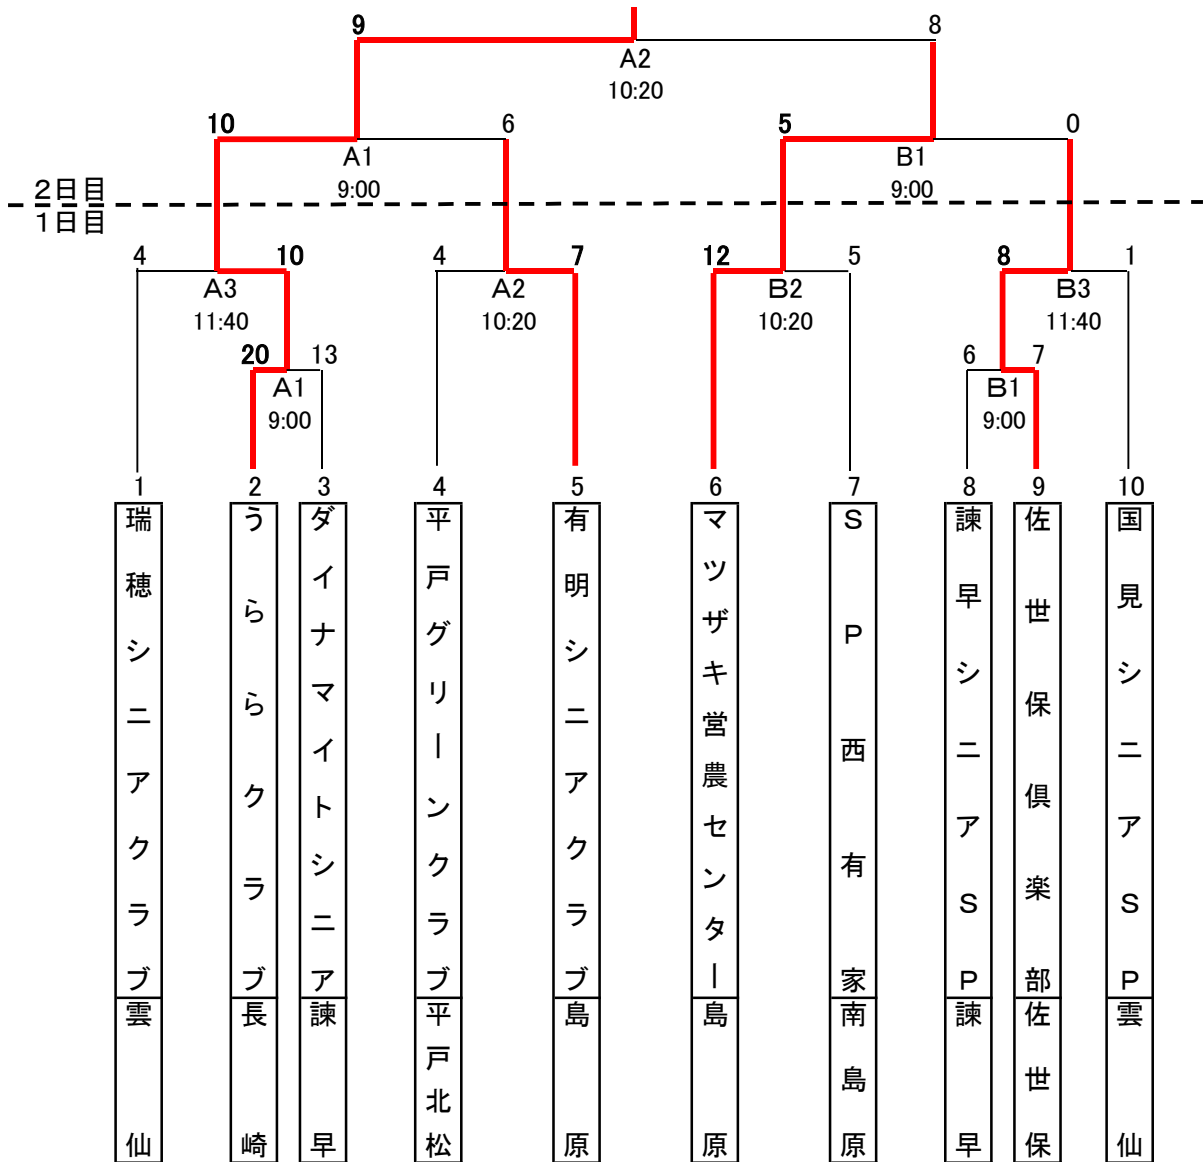 9 8
A2
10:20
10 6 5 0
A1 B1
9:00 9:00
2日目
1日目
4 10 4 7 12 5 8 1
A3 A2 B2 B3
11:40 10:20 10:20 11:40
20 13 6 7
A1 B1
9:00 9:00
1 2 3 4 5 6 7 8 9 10
瑞穂シニアクラブ
雲仙
うららクラブ
長崎
ダイナマイトシニア
諫早
平戸グリーンクラブ
平戸北松
有明シニアクラブ
島原
マツザキ営農センター
島原
SP西有家
南島原
諫早シニアSP
諫早
佐世保倶楽部
佐世保
国見シニアSP
雲仙